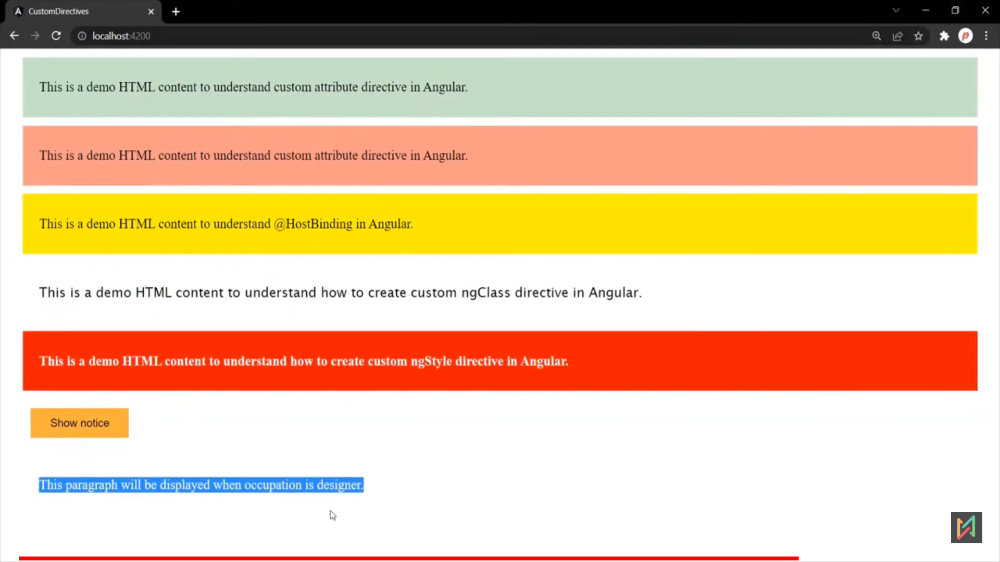 CustomDirectives
localhost:4200
This is a demo HTML content to understand custom attribute directive in Angular.
This is a demo HTML content to understand custom attribute directive in Angular.
This is a demo HTML content to understand @HostBinding in Angular.
This is a demo HTML content to understand how to create custom ngClass directive in Angular.
This is a demo HTML content to understand how to create custom ngStyle directive in Angular.
Show notice
This paragraph will be displayed when occupation is designer.